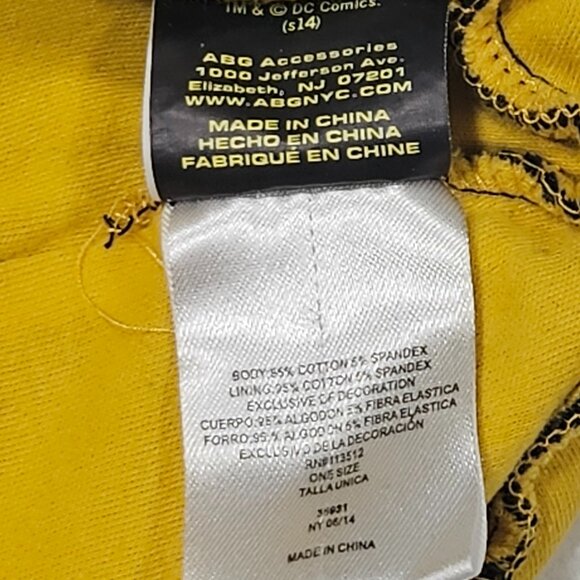 TM & © DC Comics.
(s14)
ABG Accessories
1000 Jefferson Ave.
Elizabeth, NJ 07201
WWW.ABGNYC.COM
MADE IN CHINA
HECHO EN CHINA
FABRIQUÉ EN CHINE
BODY:95% COTTON 5% SPANDEX
LINING:95% COTTON 5% SPANDEX
EXCLUSIVE OF DECORATION
CUERPO:95% ALGODON 5% FIBRA ELASTICA
FORRO:95% ALGODON 5% FIBRA ELASTICA
EXCLUSIVO DE LA DECORACIÓN
RN#113512
ONE SIZE
TALLA UNICA
35931
NY 06/14
MADE IN CHINA